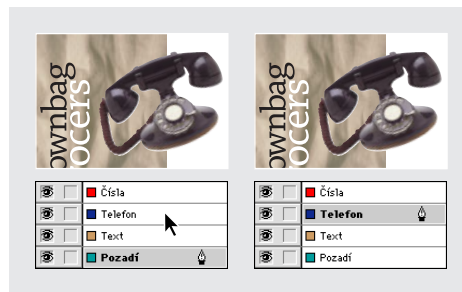 ownbag
ocers
Čísla
Telefon
Text
Pozadí
ownbag
ocers
Čísla
Telefon
Text
Pozadí